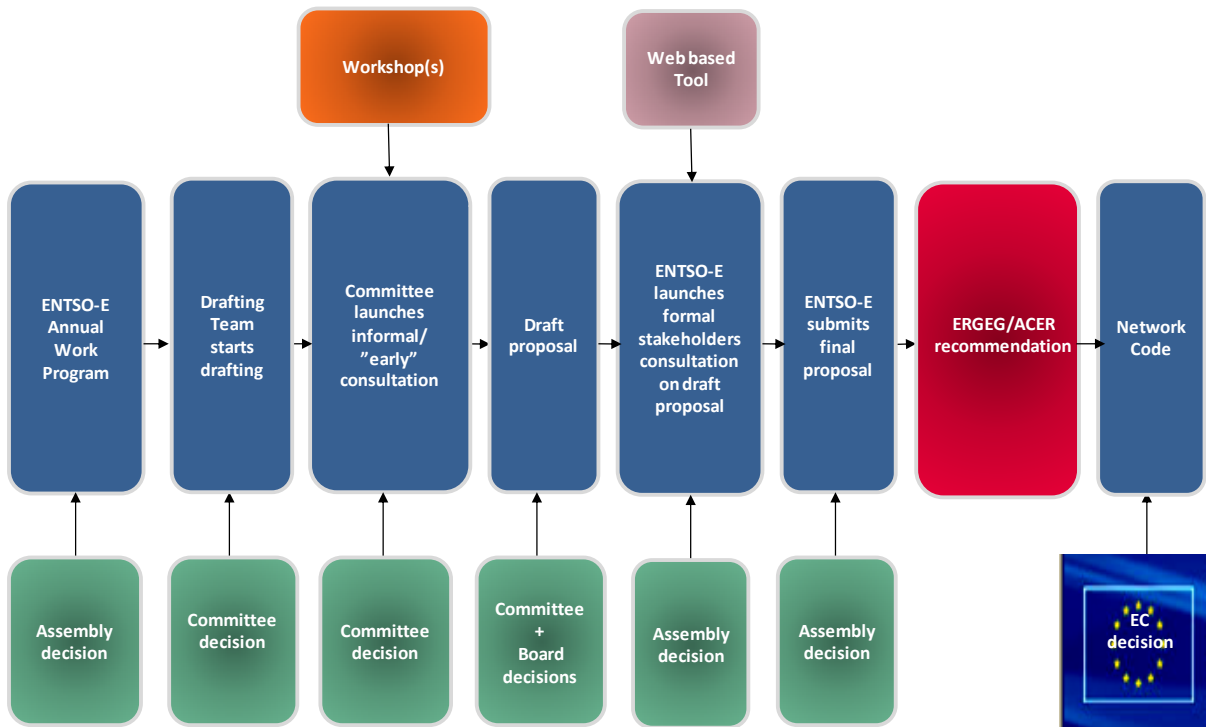 Workshop(s)
Web based
Tool
ENTSO-E
Annual
Work
Program
Drafting
Team
starts
drafting
Committee
launches
informal/
”early”
consultation
Draft
proposal
ENTSO-E
launches
formal
stakeholders
consultation
on draft
proposal
ENTSO-E
submits
final
proposal
ERGEG/ACER
recommendation
Network
Code
Assembly
decision
Committee
decision
Committee
decision
Committee
+
Board
decisions
Assembly
decision
Assembly
decision
EC
decision